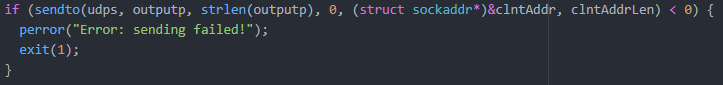 if (sendto(udps, outputp, strlen(outputp), 0, (struct sockaddr*)&clntAddr, clntAddrLen) < 0) {
  perror("Error: sending failed!");
  exit(1);
}